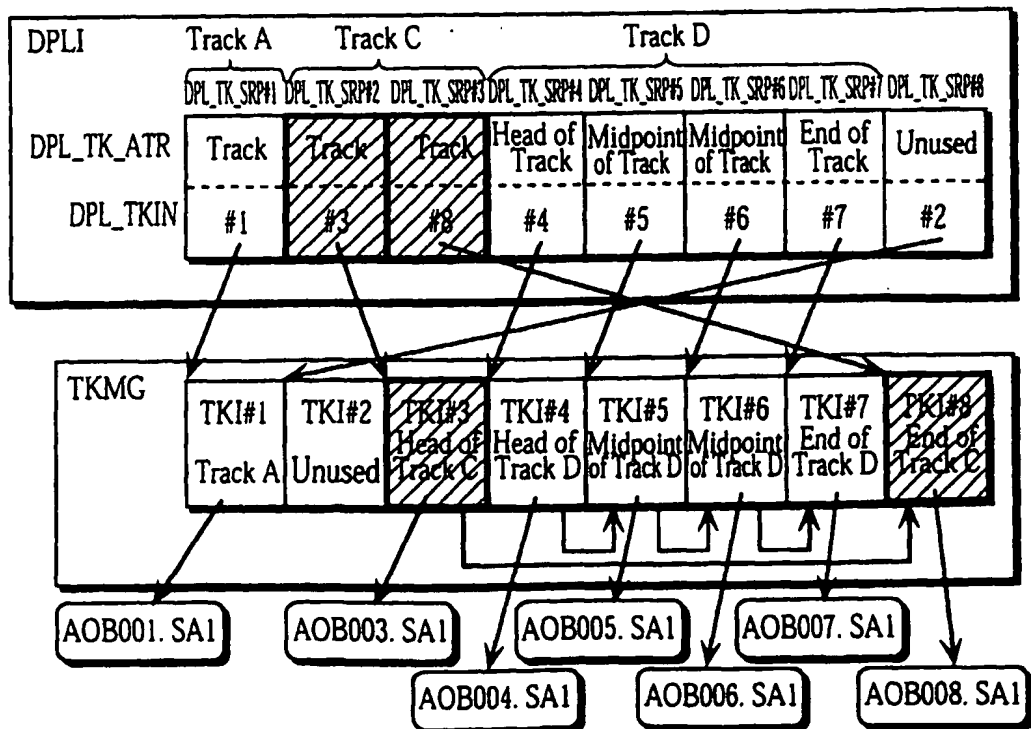 DPLI
Track A Track C Track D
DPL_TK_SRP#1 DPL_TK_SRP#2 DPL_TK_SRP#3 DPL_TK_SRP#4 DPL_TK_SRP#5 DPL_TK_SRP#6 DPL_TK_SRP#7 DPL_TK_SRP#8
DPL_TK_ATR
Track
Track
Track
Head of
Track
Midpoint
of Track
Midpoint
of Track
End of
Track
Unused
DPL_TKIN
#1 #3 #8 #4 #5 #6 #7 #2
TKMG
TKI#1
Track A
TKI#2
Unused
TKI#3
Head of
Track C
TKI#4
Head of
Track D
TKI#5
Midpoint
of Track D
TKI#6
Midpoint
of Track D
TKI#7
End of
Track D
TKI#8
End of
Track C
AOB001. SA1 AOB003. SA1 AOB005. SA1 AOB007. SA1
AOB004. SA1 AOB006. SA1 AOB008. SA1